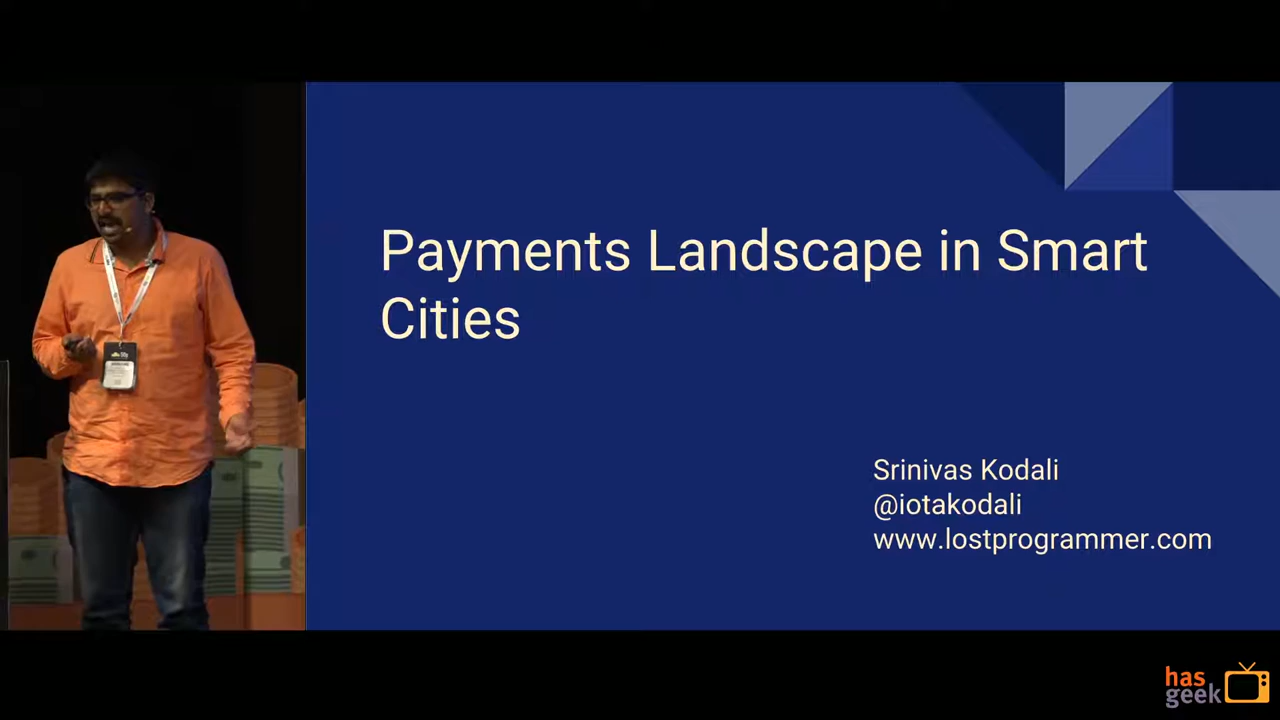 Payments Landscape in Smart
Cities
Srinivas Kodali
@iotakodali
www.lostprogrammer.com
has
geek